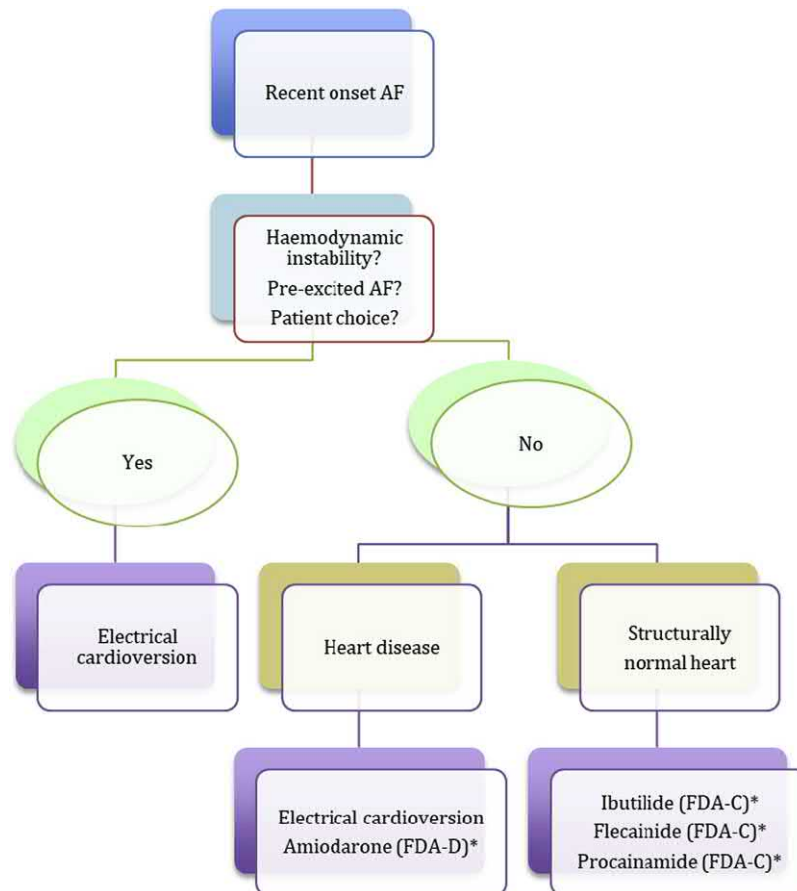 Recent onset AF
Haemodynamic
instability?
Pre-excited AF?
Patient choice?
Yes
No
Electrical
cardioversion
Heart disease
Structurally
normal heart
Electrical cardioversion
Amiodarone (FDA-D)*
Ibutilide (FDA-C)*
Flecainide (FDA-C)*
Procainamide (FDA-C)*